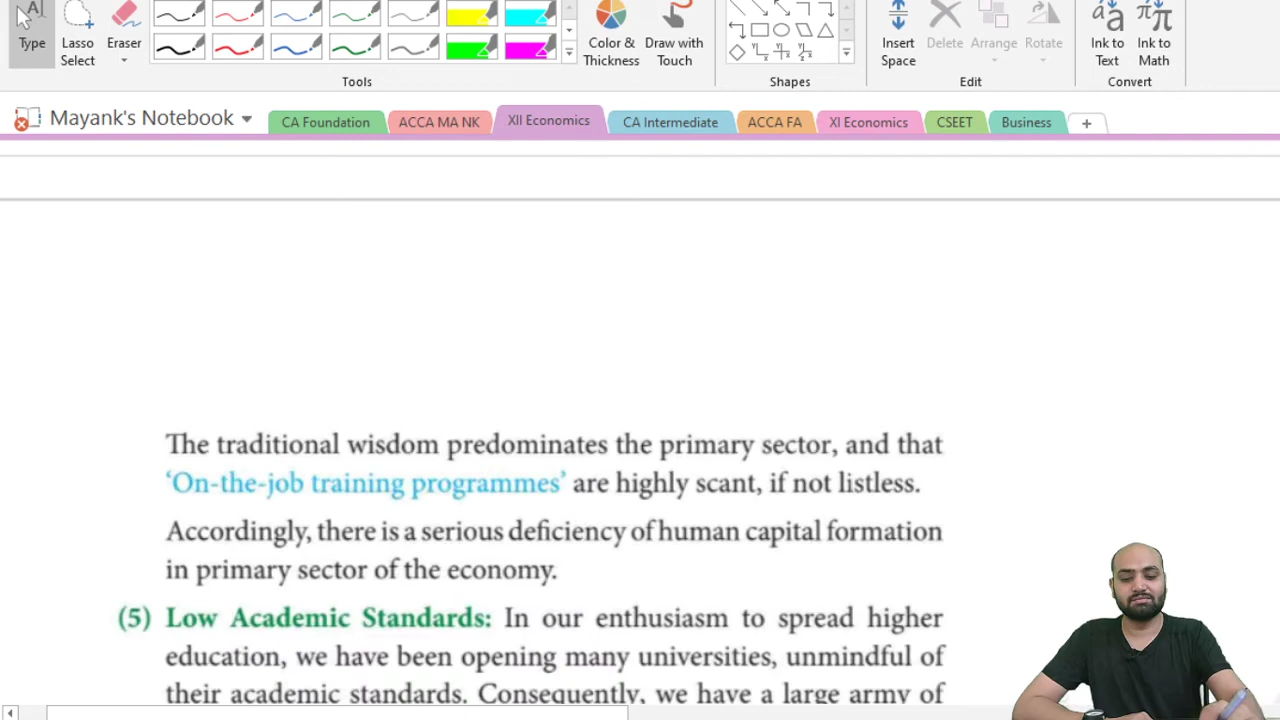 Type
Lasso Select
Eraser
Color & Thickness
Draw with Touch
Insert Space
Delete
Arrange
Rotate
Ink to Text
Ink to Math
Tools
Shapes
Edit
Convert
Mayank's Notebook
CA Foundation
ACCA MA NK
XII Economics
CA Intermediate
ACCA FA
XI Economics
CSEET
Business
The traditional wisdom predominates the primary sector, and that
‘On-the-job training programmes’ are highly scant, if not listless.
Accordingly, there is a serious deficiency of human capital formation
in primary sector of the economy.
(5) Low Academic Standards: In our enthusiasm to spread higher
education, we have been opening many universities, unmindful of
their academic standards. Consequently, we have a large army of